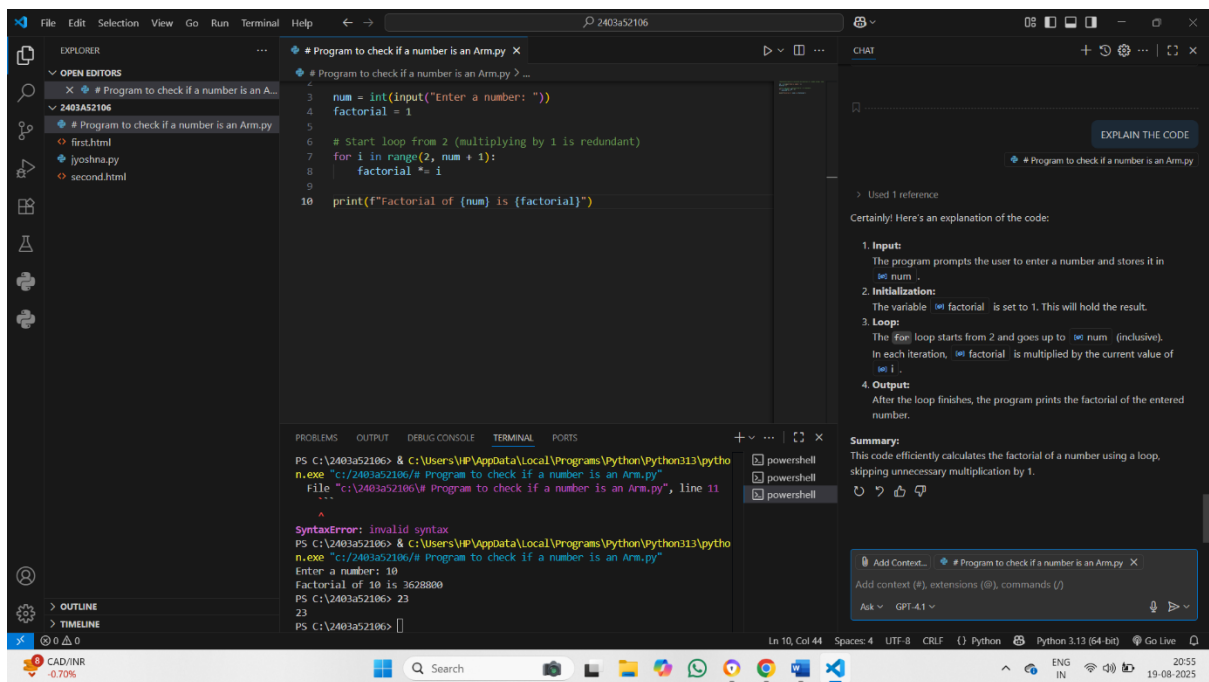 File Edit Selection View Go Run Terminal Help
2403a52106
EXPLORER
OPEN EDITORS
# Program to check if a number is an A...
2403A52106
# Program to check if a number is an Arm.py
first.html
jyoshna.py
second.html
OUTLINE
TIMELINE
# Program to check if a number is an Arm.py
# Program to check if a number is an Arm.py > ...
2
3 num = int(input("Enter a number: "))
4 factorial = 1
5
6 # Start loop from 2 (multiplying by 1 is redundant)
7 for i in range(2, num + 1):
8 factorial *= i
9
10 print(f"Factorial of {num} is {factorial}")
PROBLEMS OUTPUT DEBUG CONSOLE TERMINAL PORTS
PS C:\2403a52106> & C:\Users\HP\AppData\Local\Programs\Python\Python313\pytho
n.exe "c:/2403a52106/# Program to check if a number is an Arm.py"
File "c:\2403a52106\# Program to check if a number is an Arm.py", line 11
```
^
SyntaxError: invalid syntax
PS C:\2403a52106> & C:\Users\HP\AppData\Local\Programs\Python\Python313\pytho
n.exe "c:/2403a52106/# Program to check if a number is an Arm.py"
Enter a number: 10
Factorial of 10 is 3628800
PS C:\2403a52106> 23
23
PS C:\2403a52106>
powershell
powershell
powershell
CHAT
EXPLAIN THE CODE
# Program to check if a number is an Arm.py
Used 1 reference
Certainly! Here's an explanation of the code:
1. Input:
The program prompts the user to enter a number and stores it in
num .
2. Initialization:
The variable factorial is set to 1. This will hold the result.
3. Loop:
The for loop starts from 2 and goes up to num (inclusive).
In each iteration, factorial is multiplied by the current value of
i .
4. Output:
After the loop finishes, the program prints the factorial of the entered
number.
Summary:
This code efficiently calculates the factorial of a number using a loop,
skipping unnecessary multiplication by 1.
Add Context... # Program to check if a number is an Arm.py
Add context (#), extensions (@), commands (/)
Ask GPT-4.1
0 0 Ln 10, Col 44 Spaces: 4 UTF-8 CRLF {} Python Python 3.13 (64-bit) Go Live
8 CAD/INR
-0.70%
Search
ENG
IN
20:55
19-08-2025